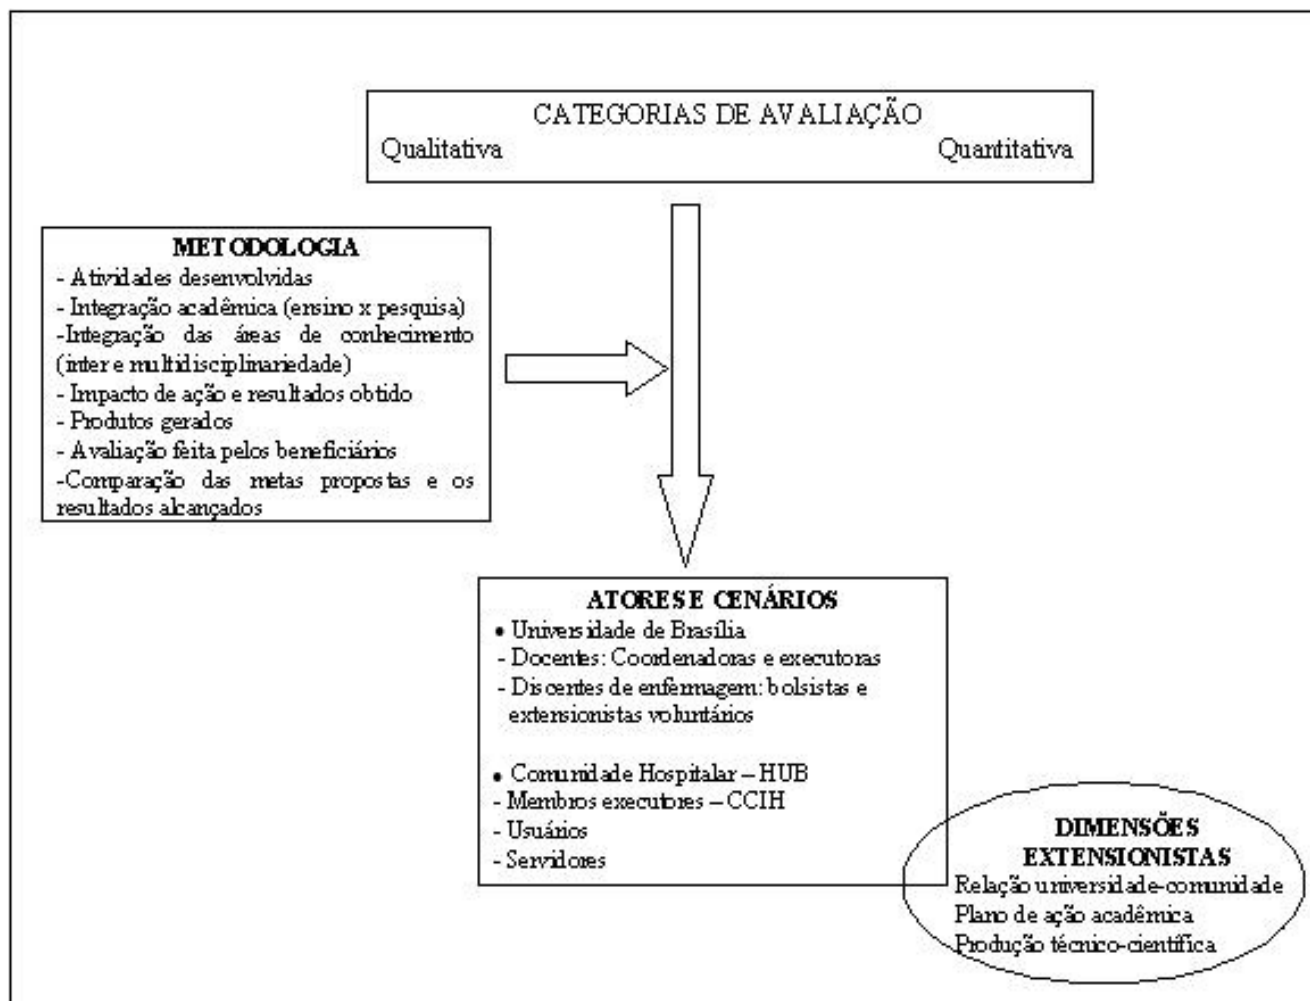 CATEGORIAS DE AVALIAÇÃO
Qualitativa Quantitativa
METODOLOGIA
- Atividades desenvolvidas
- Integração acadêmica (ensino x pesquisa)
-Integração das áreas de conhecimento
(inter e multidisciplinariedade)
- Impacto de ação e resultados obtido
- Produtos gerados
- Avaliação feita pelos beneficiários
-Comparação das metas propostas e os
resultados alcançados
ATORES E CENÁRIOS
• Universidade de Brasília
- Docentes: Coordenadoras e executoras
- Discentes de enfermagem: bolsistas e
extensionistas voluntários
• Comunidade Hospitalar – HUB
- Membros executores – CCIH
- Usuários
- Servidores
DIMENSÕES
EXTENSIONISTAS
Relação universidade-comunidade
Plano de ação acadêmica
Produção técnico-científica